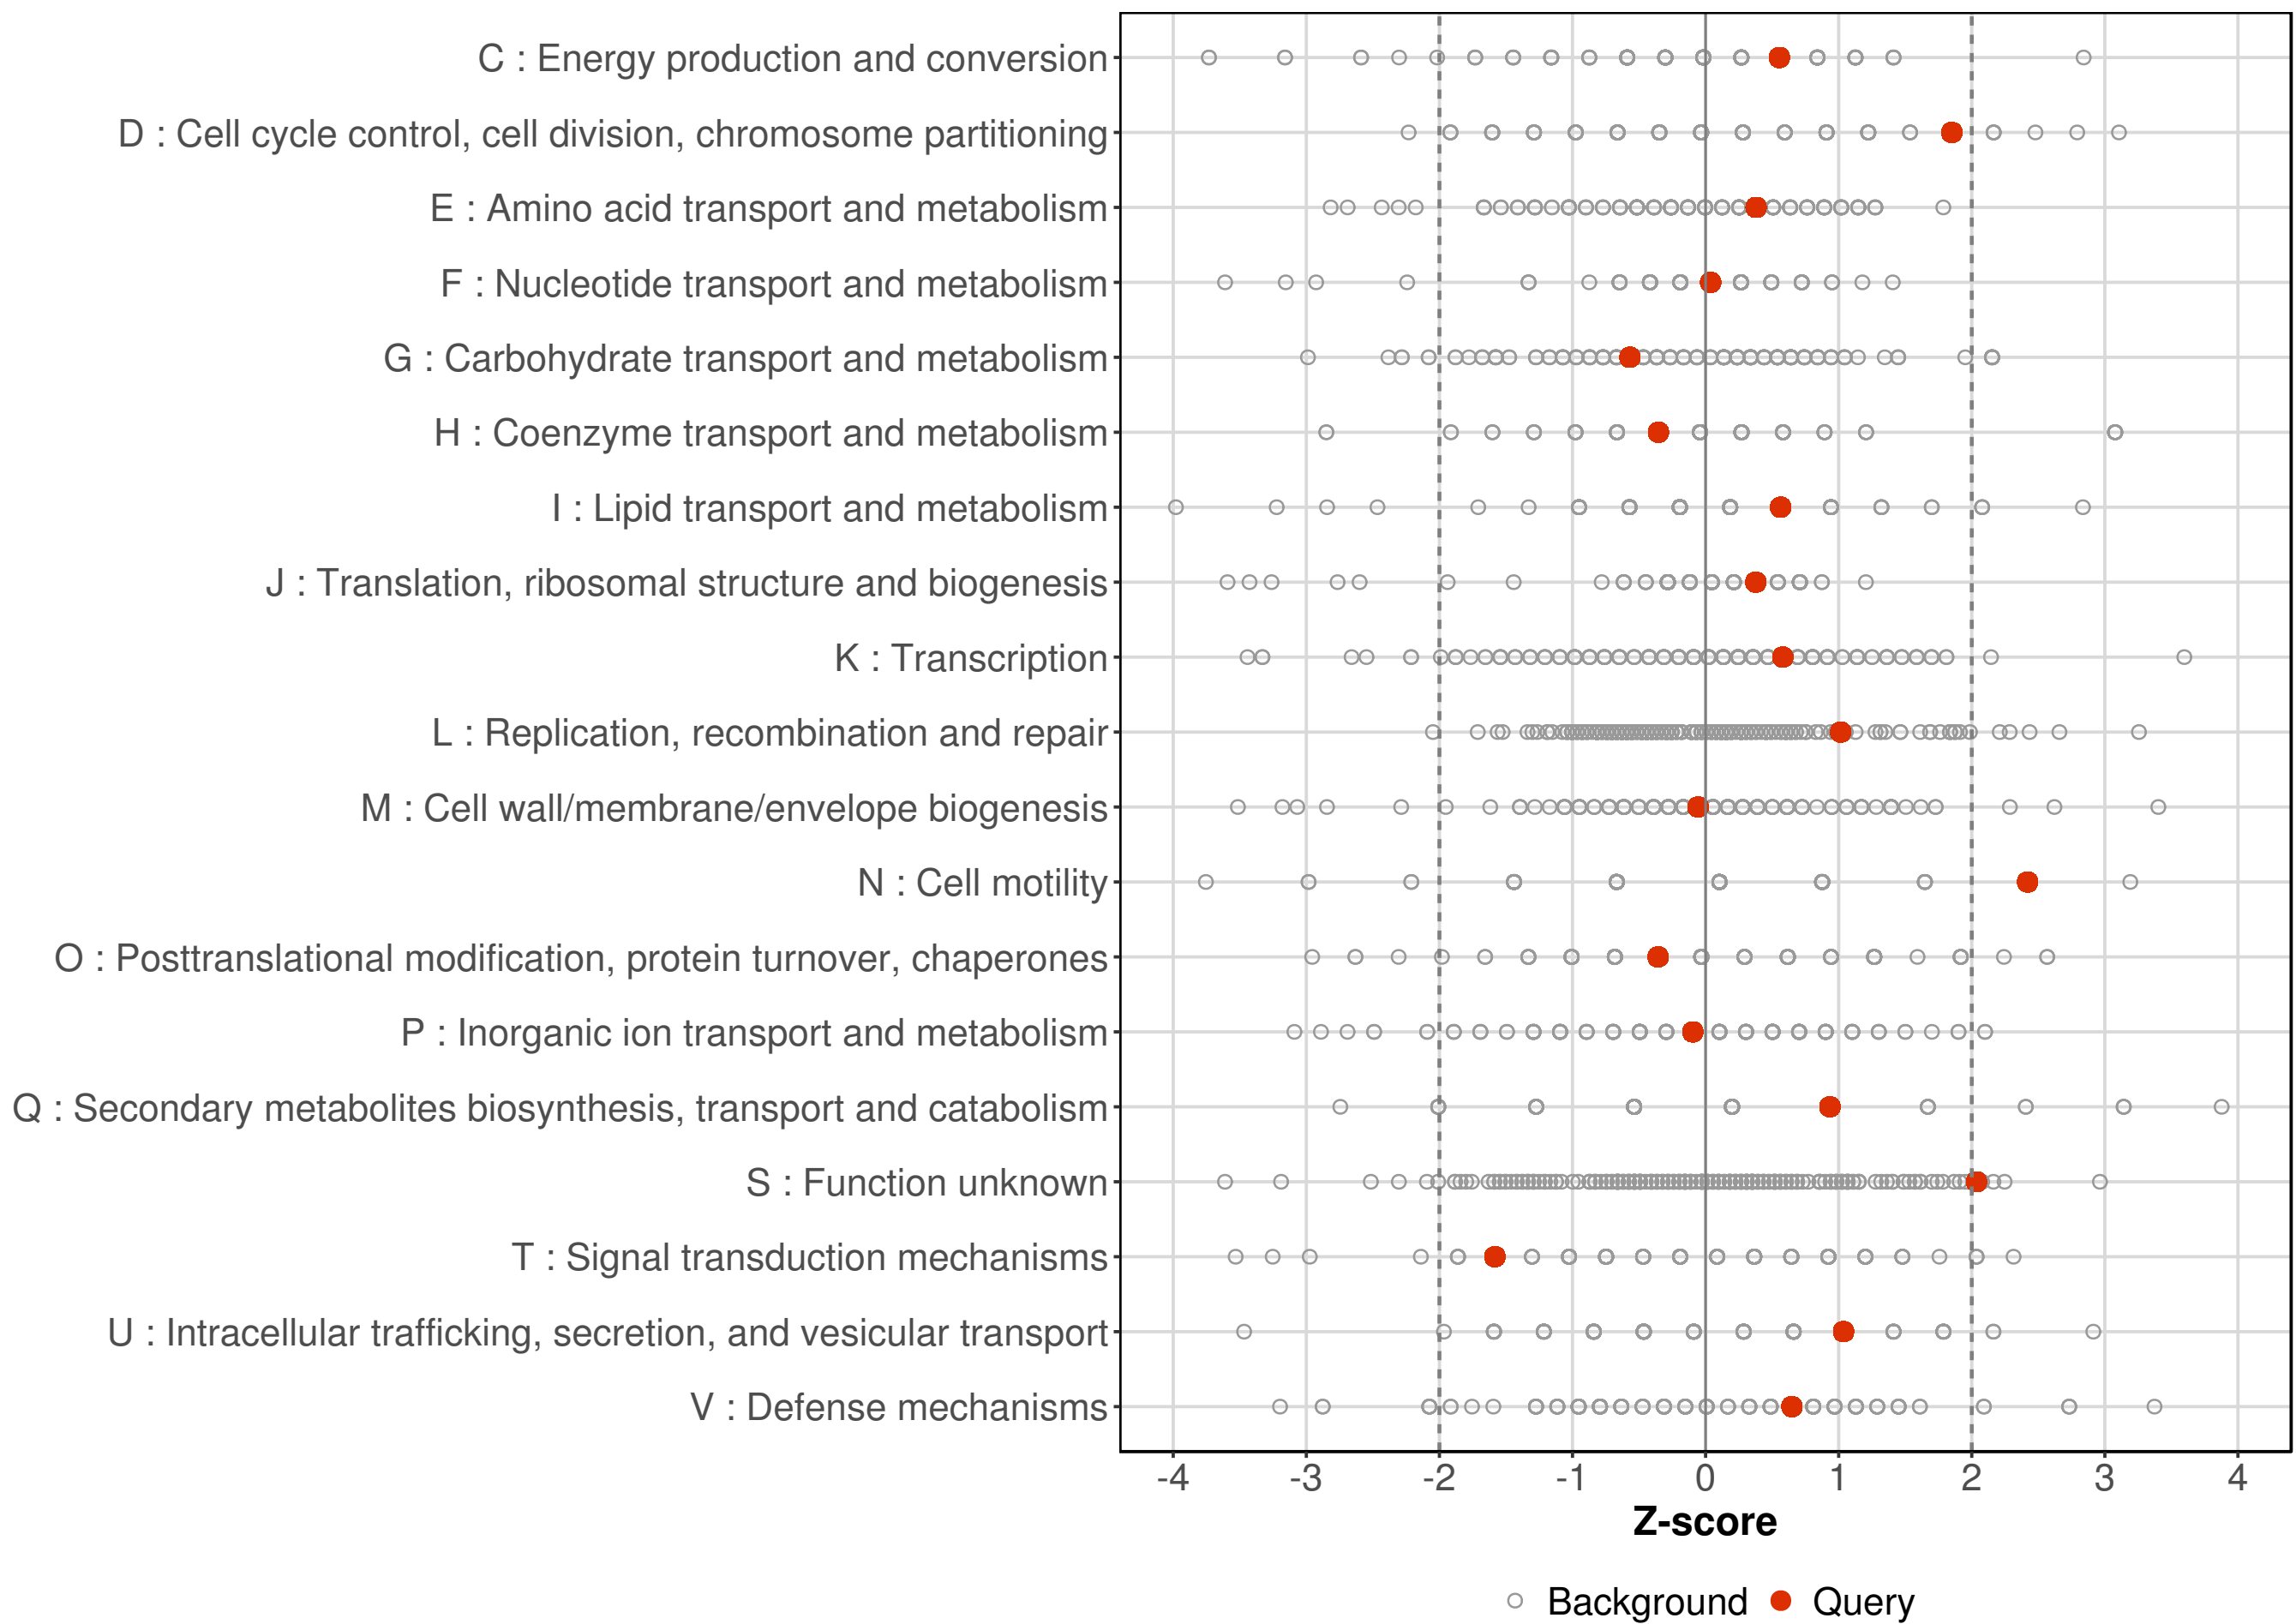 C : Energy production and conversion
D : Cell cycle control, cell division, chromosome partitioning
E : Amino acid transport and metabolism
F : Nucleotide transport and metabolism
G : Carbohydrate transport and metabolism
H : Coenzyme transport and metabolism
I : Lipid transport and metabolism
J : Translation, ribosomal structure and biogenesis
K : Transcription
L : Replication, recombination and repair
M : Cell wall/membrane/envelope biogenesis
N : Cell motility
O : Posttranslational modification, protein turnover, chaperones
P : Inorganic ion transport and metabolism
Q : Secondary metabolites biosynthesis, transport and catabolism
S : Function unknown
T : Signal transduction mechanisms
U : Intracellular trafficking, secretion, and vesicular transport
V : Defense mechanisms
-4 -3 -2 -1 0 1 2 3 4
Z-score
Background Query